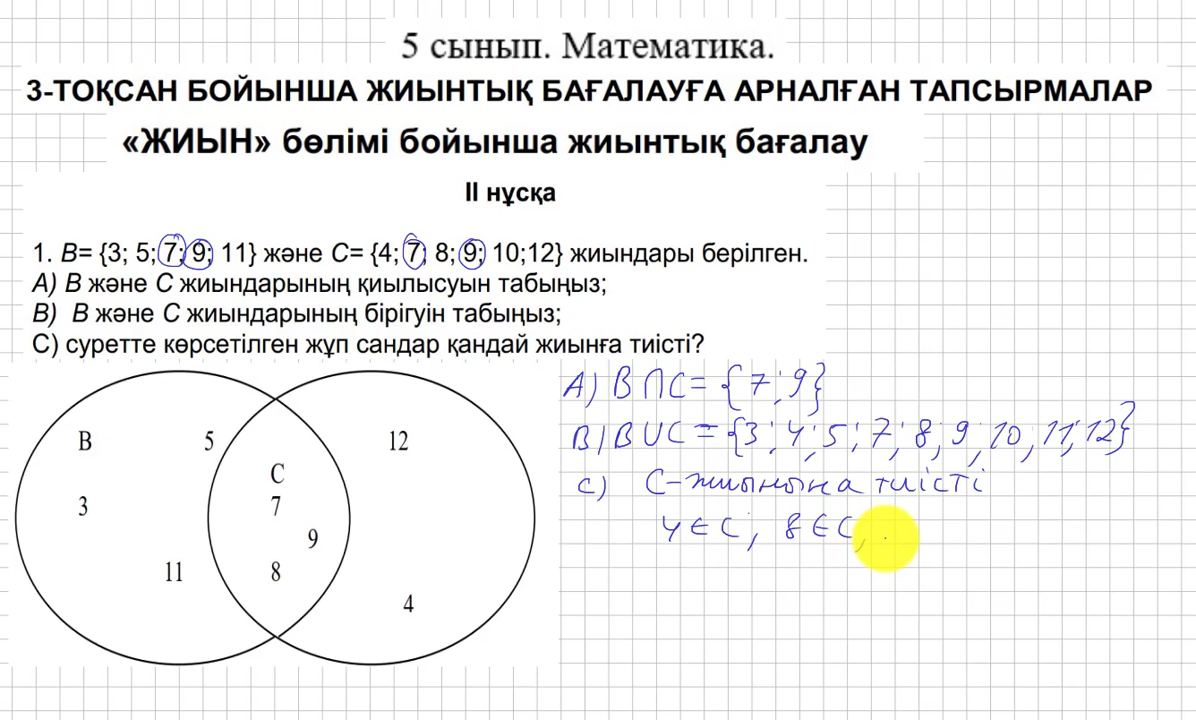 5 сынып. Математика.
3-ТОҚСАН БОЙЫНША ЖИЫНТЫҚ БАҒАЛАУҒА АРНАЛҒАН ТАПСЫРМАЛАР
«ЖИЫН» бөлімі бойынша жиынтық бағалау
II нұсқа
1. B= {3; 5; 7; 9; 11} және C= {4; 7; 8; 9; 10;12} жиындары берілген.
A) B және C жиындарының қиылысуын табыңыз;
B) B және C жиындарының бірігуін табыңыз;
C) суретте көрсетілген жұп сандар қандай жиынға тиісті?
A) B ∩ C = {7; 9}
B) B ∪ C = {3; 4; 5; 7; 8; 9; 10; 11; 12}
c) C-жиынына тиісті
4 ∈ C; 8 ∈ C,
B 5 12
C
3 7
9
11 8
4